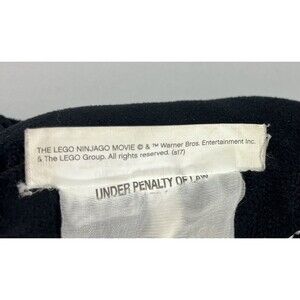 THE LEGO NINJAGO MOVIE © & ™ Warner Bros. Entertainment Inc.
& The LEGO Group. All rights reserved. (s17)
UNDER PENALTY OF LAW